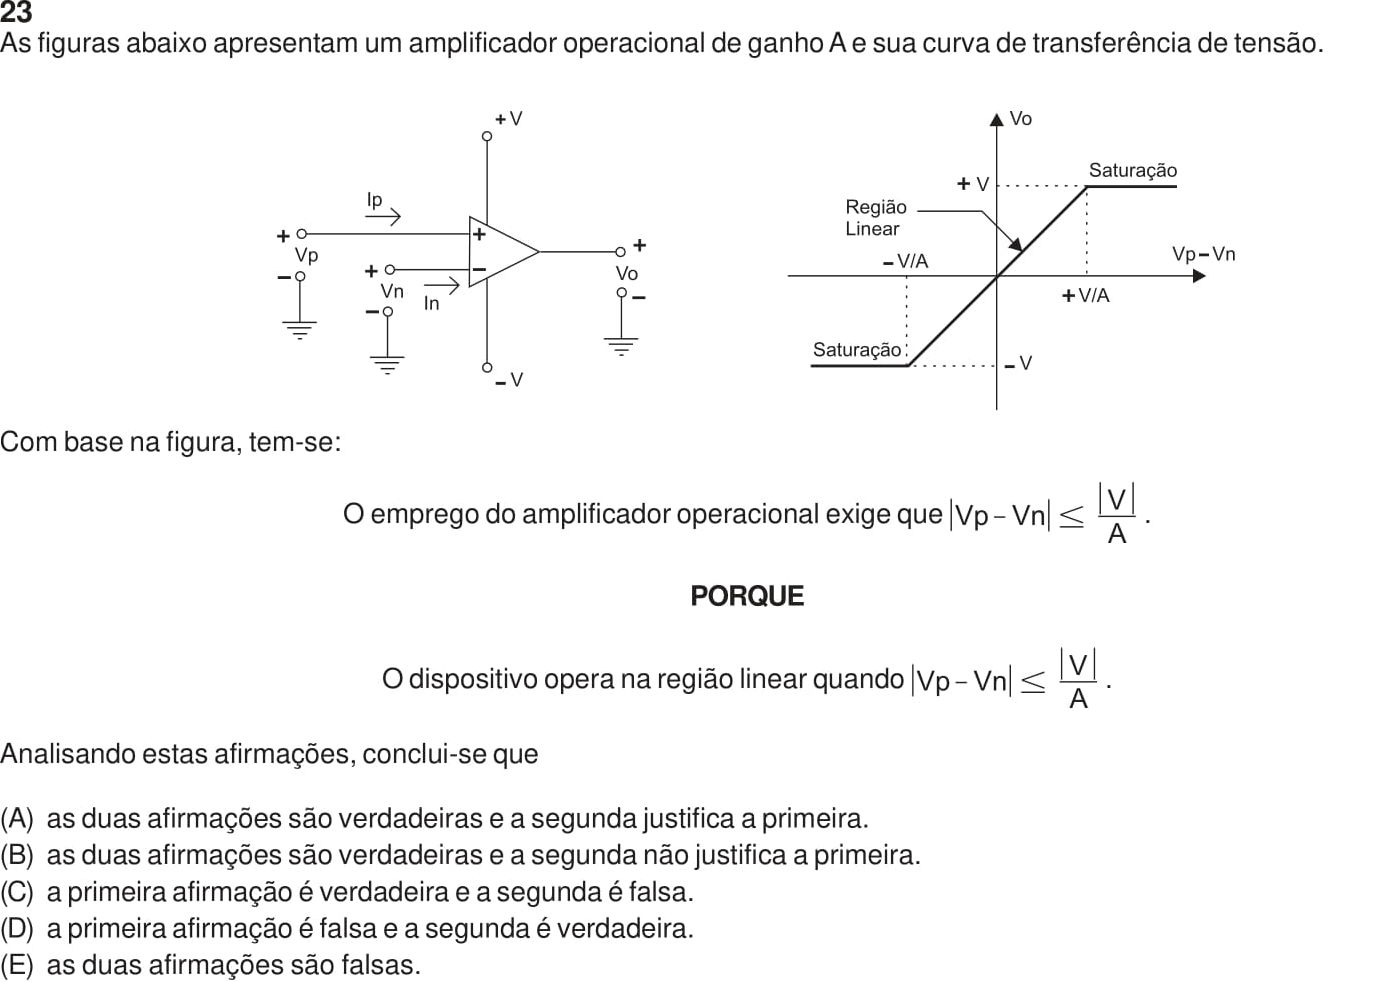 23
As figuras abaixo apresentam um amplificador operacional de ganho A e sua curva de transferência de tensão.
+ V
Ip
+
Vp
−
+
Vn
−
In
+
−
+
Vo
−
− V
Vo
Saturação
+ V
Região
Linear
− V/A
Vp − Vn
+ V/A
Saturação
− V
Com base na figura, tem-se:
O emprego do amplificador operacional exige que |Vp – Vn| ≤ |V|/A .
PORQUE
O dispositivo opera na região linear quando |Vp – Vn| ≤ |V|/A .
Analisando estas afirmações, conclui-se que
(A) as duas afirmações são verdadeiras e a segunda justifica a primeira.
(B) as duas afirmações são verdadeiras e a segunda não justifica a primeira.
(C) a primeira afirmação é verdadeira e a segunda é falsa.
(D) a primeira afirmação é falsa e a segunda é verdadeira.
(E) as duas afirmações são falsas.